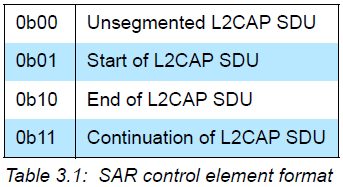 0b00 Unsegmented L2CAP SDU
0b01 Start of L2CAP SDU
0b10 End of L2CAP SDU
0b11 Continuation of L2CAP SDU
Table 3.1: SAR control element format